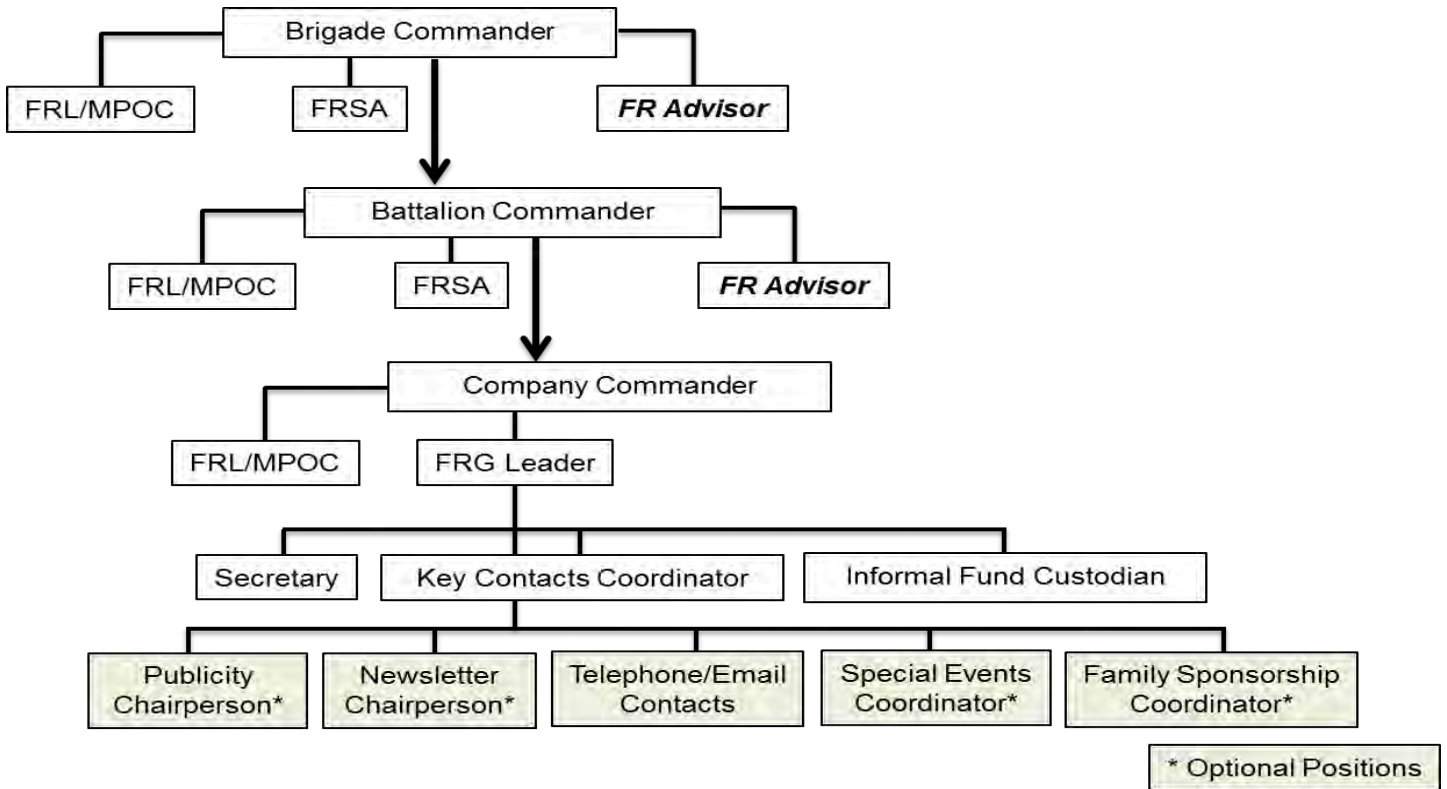 Brigade Commander
FRL/MPOC
FRSA
FR Advisor
Battalion Commander
FRL/MPOC
FRSA
FR Advisor
Company Commander
FRL/MPOC
FRG Leader
Secretary
Key Contacts Coordinator
Informal Fund Custodian
Publicity
Chairperson*
Newsletter
Chairperson*
Telephone/Email
Contacts
Special Events
Coordinator*
Family Sponsorship
Coordinator*
* Optional Positions